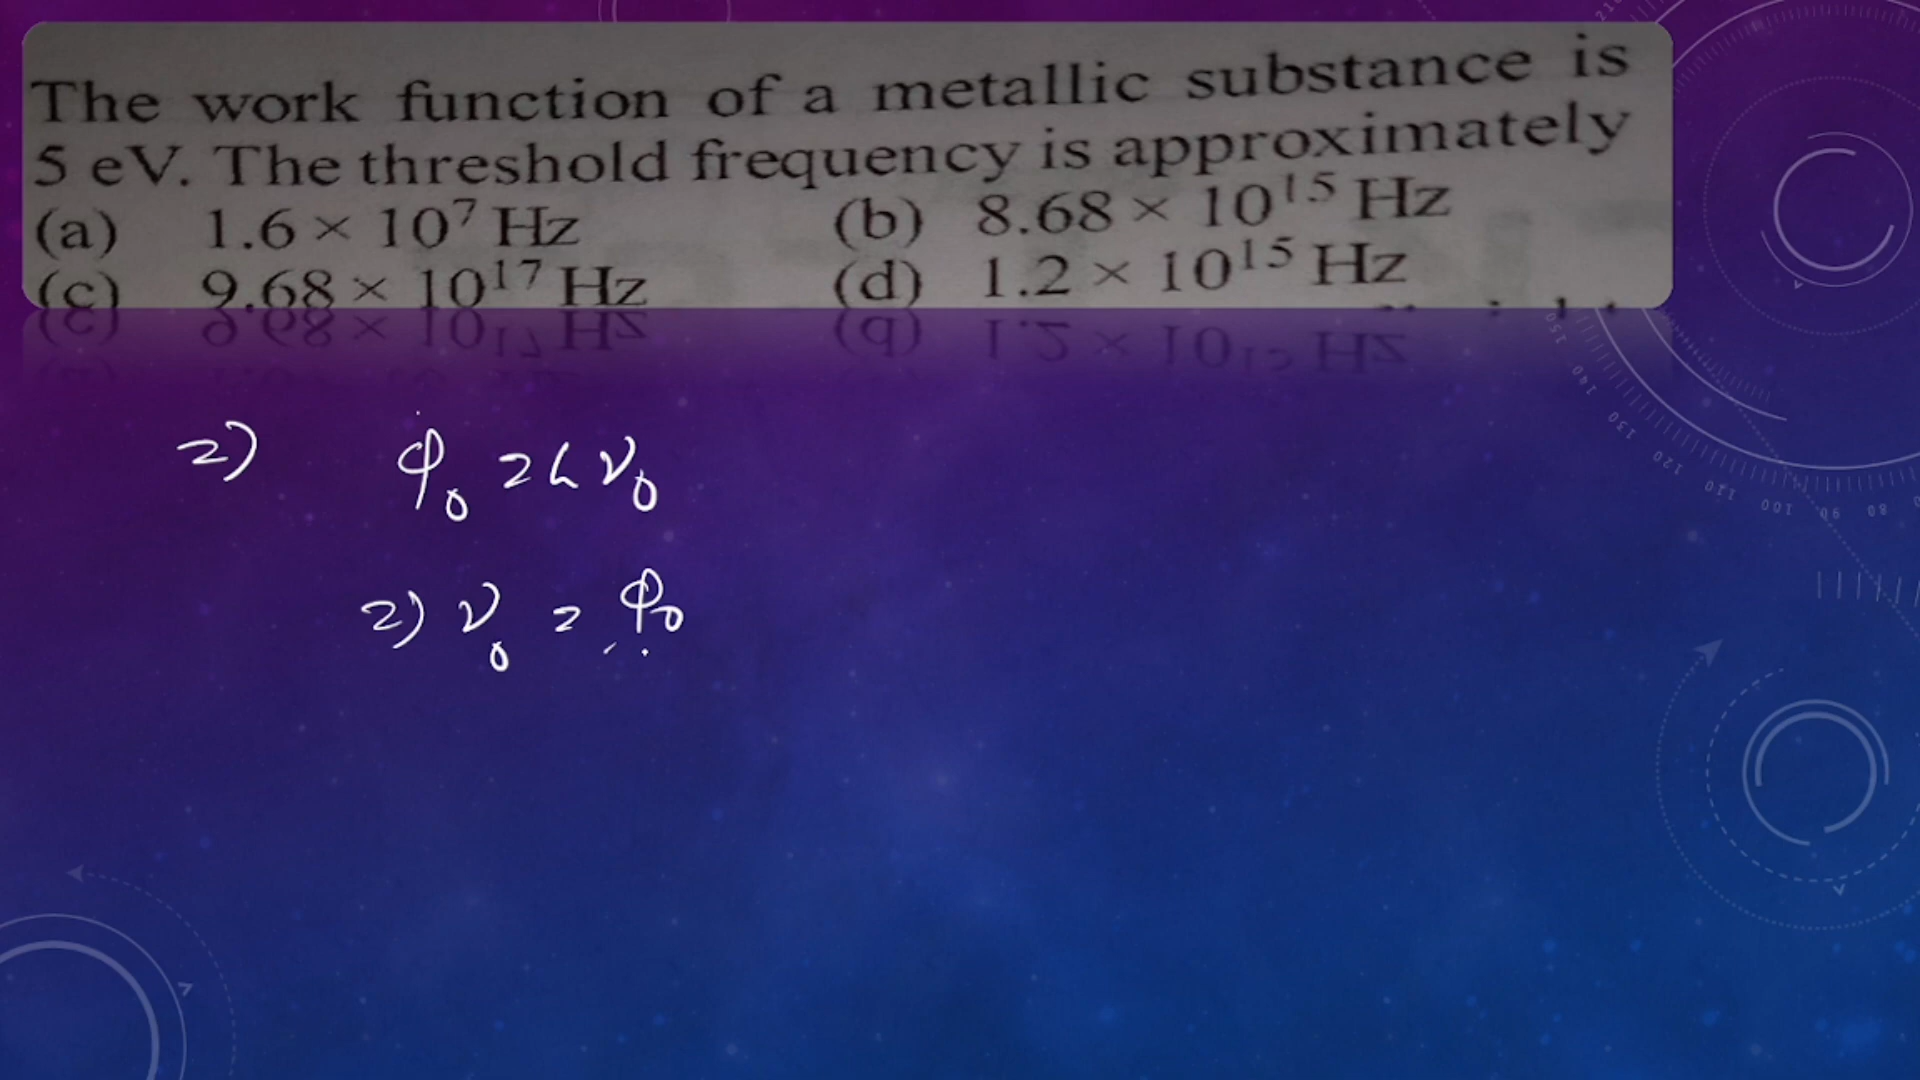 The work function of a metallic substance is
5 eV. The threshold frequency is approximately
(a) 1.6 × 10⁷ Hz (b) 8.68 × 10¹⁵ Hz
(c) 9.68 × 10¹⁷ Hz (d) 1.2 × 10¹⁵ Hz
⇒ φ₀ = hν₀
⇒ ν₀ = φ₀